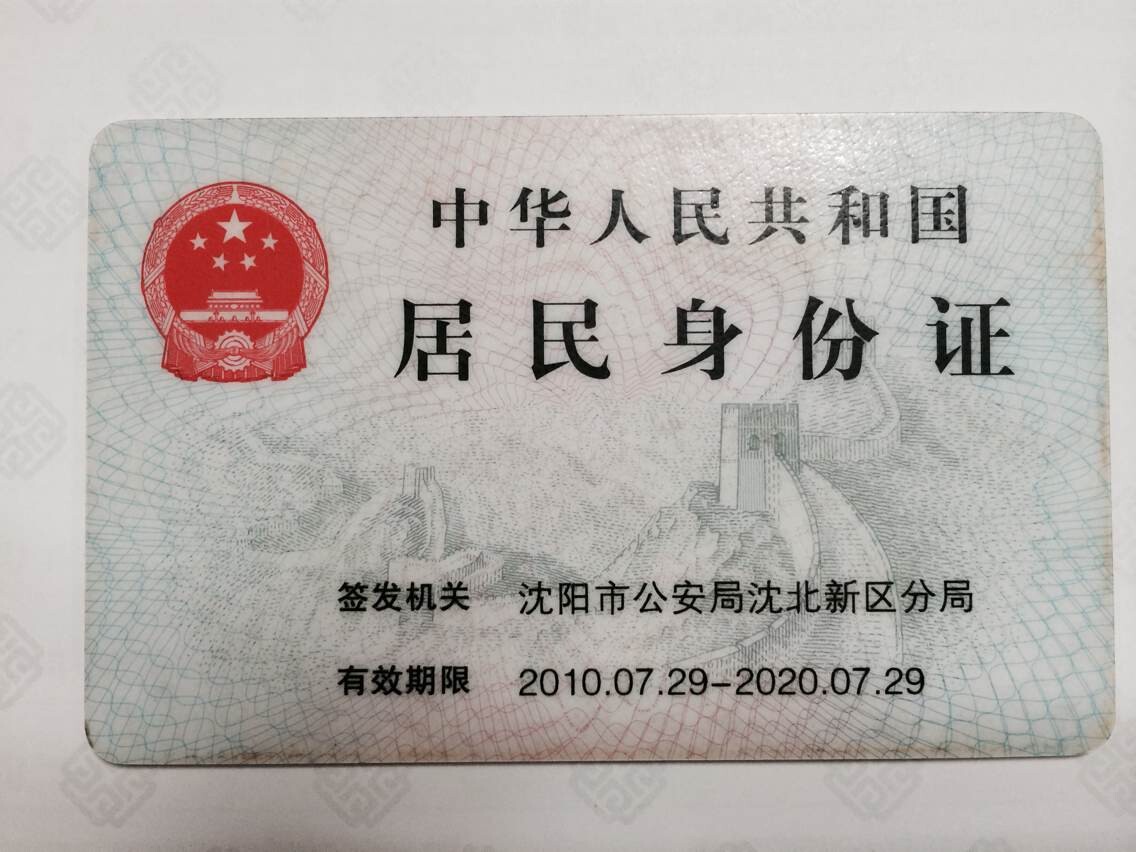 中华人民共和国
居民身份证
签发机关 沈阳市公安局沈北新区分局
有效期限 2010.07.29-2020.07.29